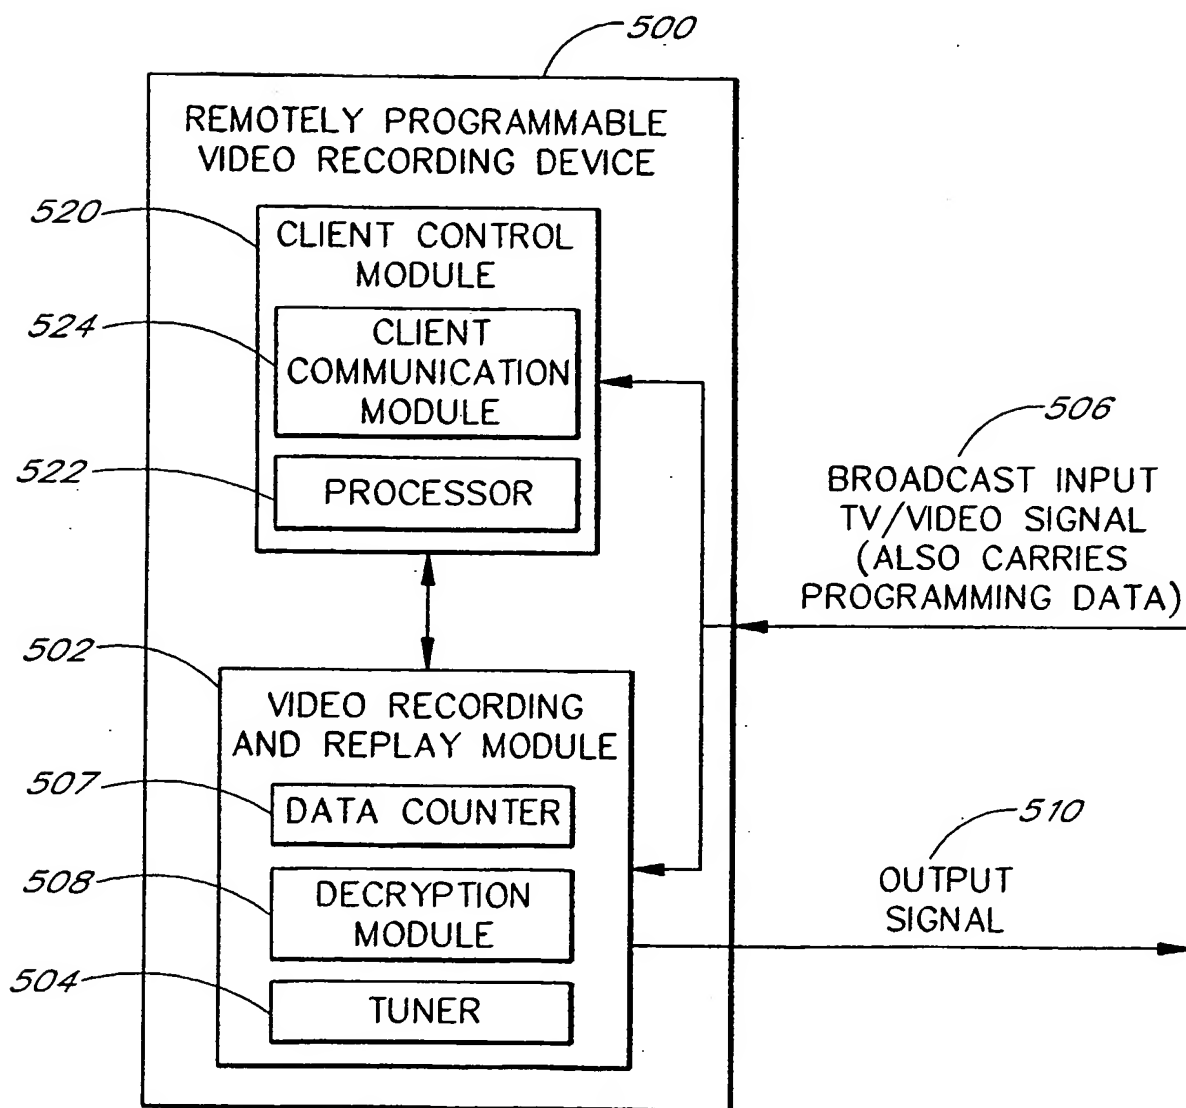 500
REMOTELY PROGRAMMABLE
VIDEO RECORDING DEVICE
520
CLIENT CONTROL
MODULE
524
CLIENT
COMMUNICATION
MODULE
522
PROCESSOR
506
BROADCAST INPUT
TV/VIDEO SIGNAL
(ALSO CARRIES
PROGRAMMING DATA)
502
VIDEO RECORDING
AND REPLAY MODULE
507
DATA COUNTER
508
DECRYPTION
MODULE
504
TUNER
510
OUTPUT
SIGNAL